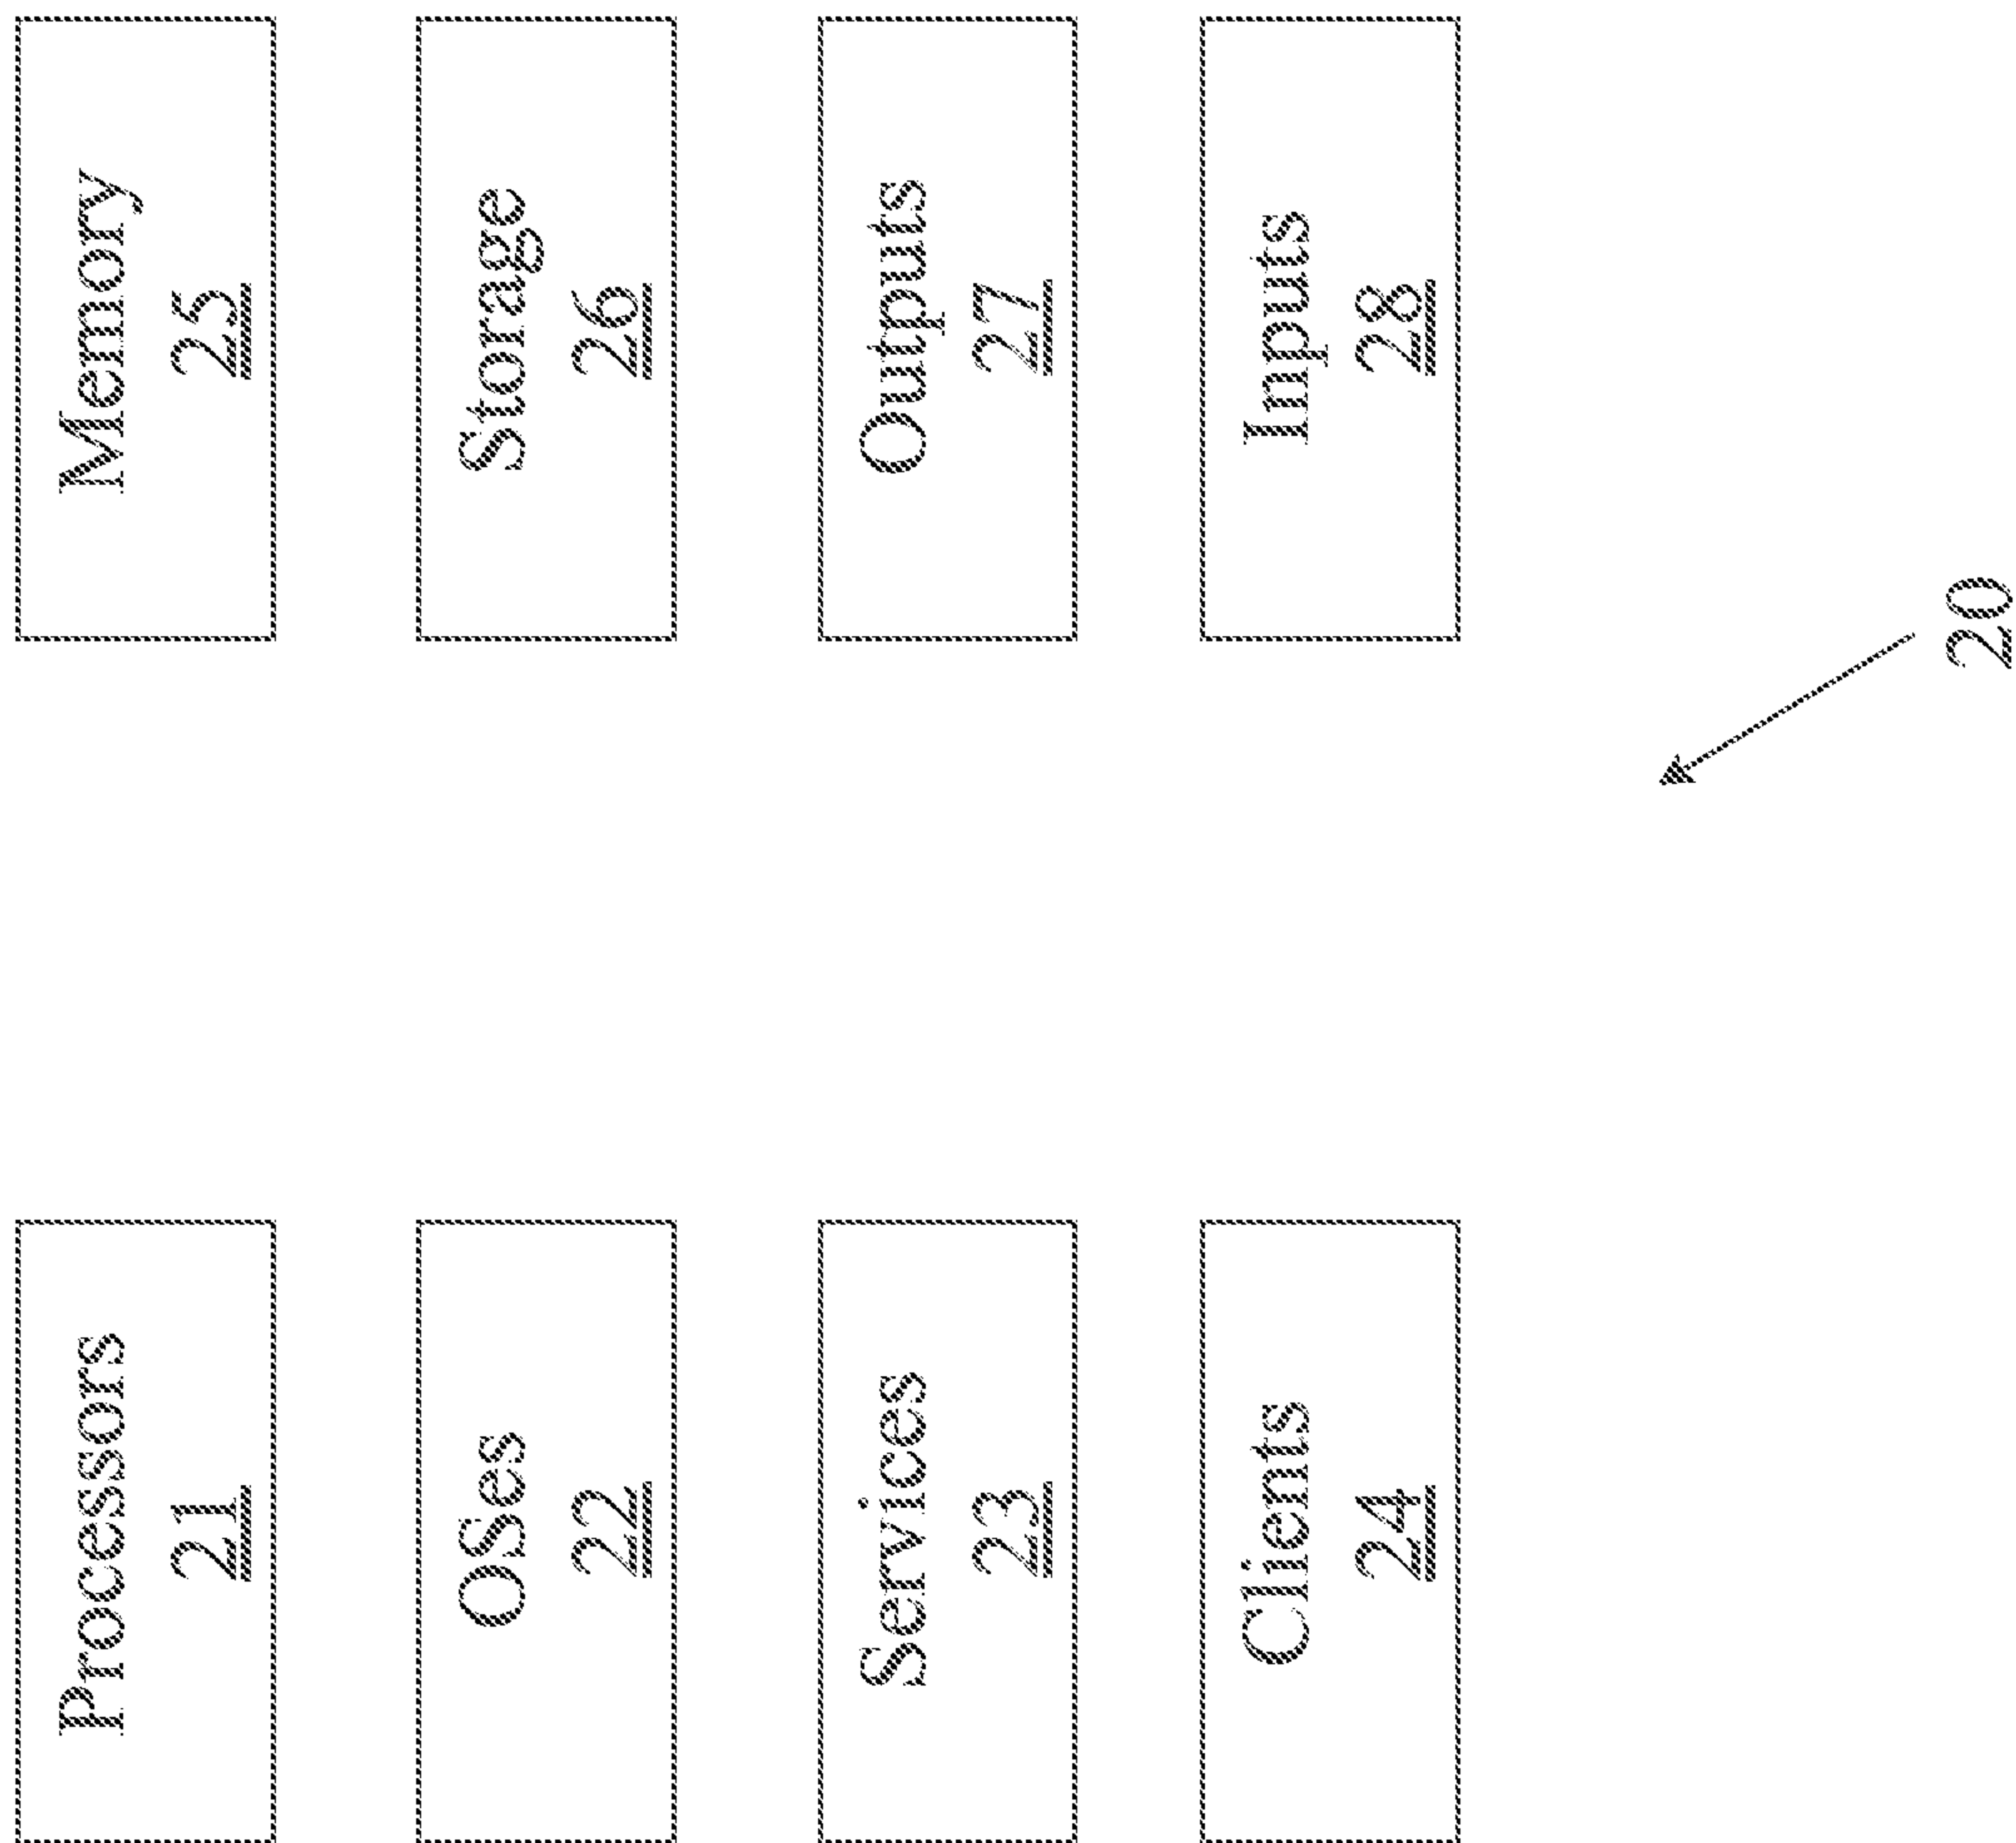 Processors
21
Memory
25
OSes
22
Storage
26
Services
23
Outputs
27
Clients
24
Inputs
28
20